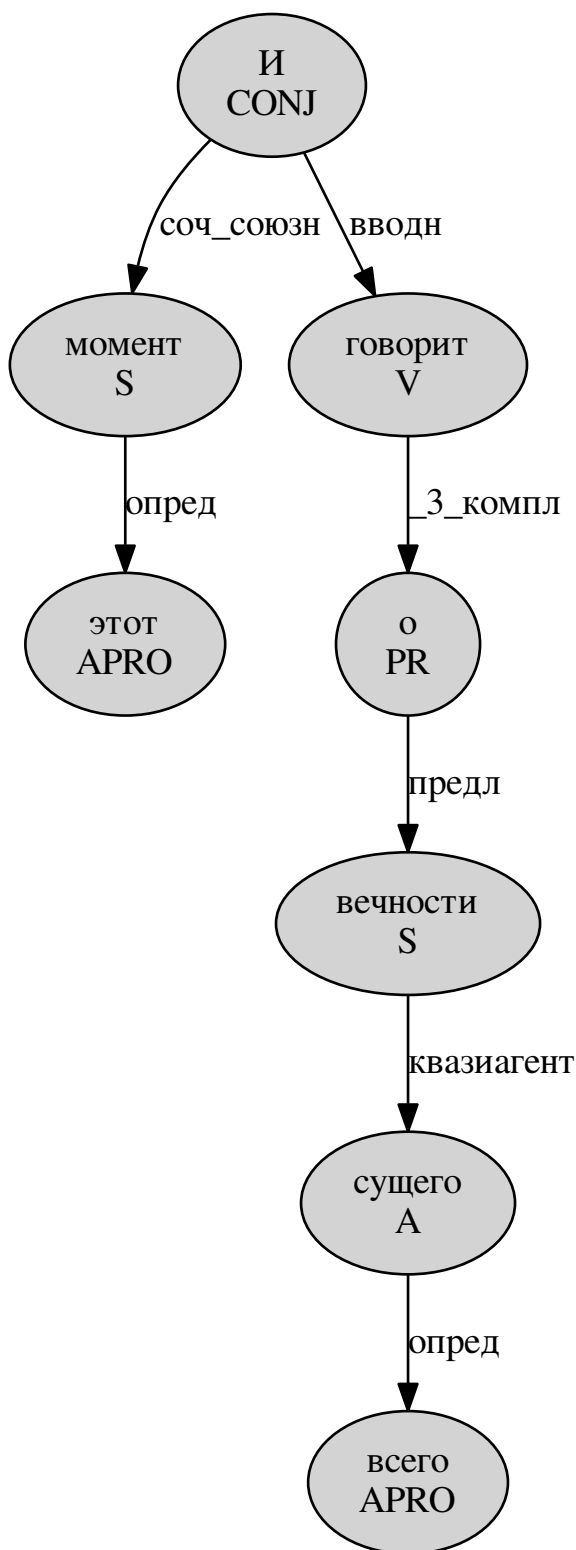 И
CONJ
соч_союзн
вводн
момент
S
говорит
V
опред
_3_компл
этот
APRO
о
PR
предл
вечности
S
квазиагент
сущего
A
опред
всего
APRO